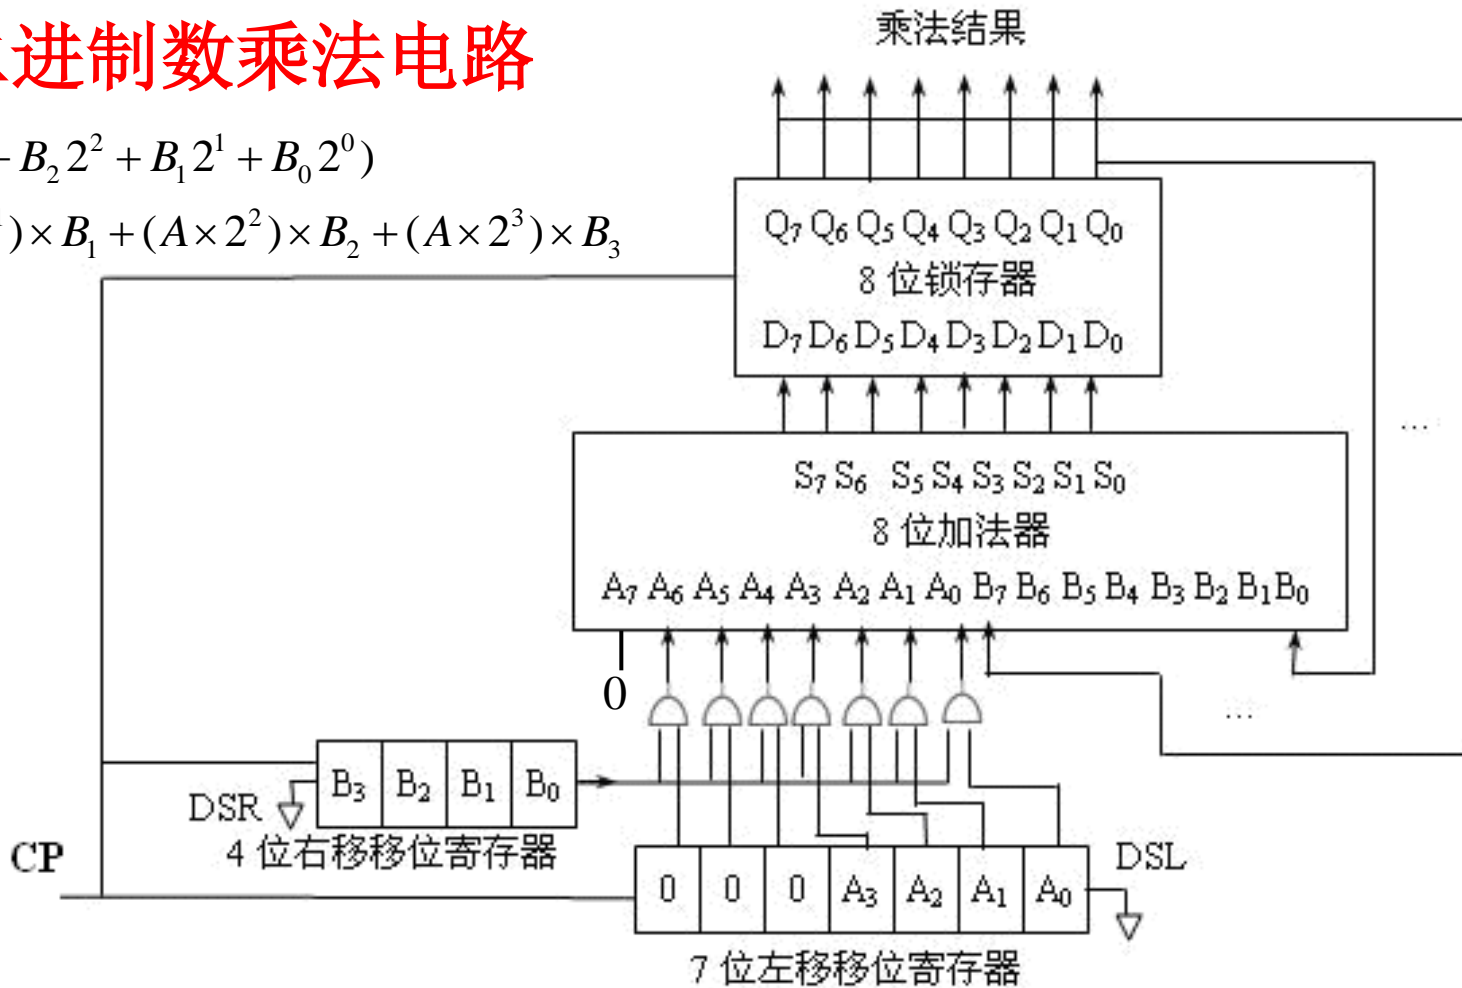 乘法结果
进制数乘法电路
B₂2² + B₁2¹ + B₀2⁰)
) × B₁ + (A × 2²) × B₂ + (A × 2³) × B₃
Q₇ Q₆ Q₅ Q₄ Q₃ Q₂ Q₁ Q₀
8 位锁存器
D₇ D₆ D₅ D₄ D₃ D₂ D₁ D₀
...
S₇ S₆ S₅ S₄ S₃ S₂ S₁ S₀
8 位加法器
A₇ A₆ A₅ A₄ A₃ A₂ A₁ A₀ B₇ B₆ B₅ B₄ B₃ B₂ B₁ B₀
0
...
B₃ B₂ B₁ B₀
DSR
4 位右移移位寄存器
CP
0 0 0 A₃ A₂ A₁ A₀
DSL
7 位左移移位寄存器